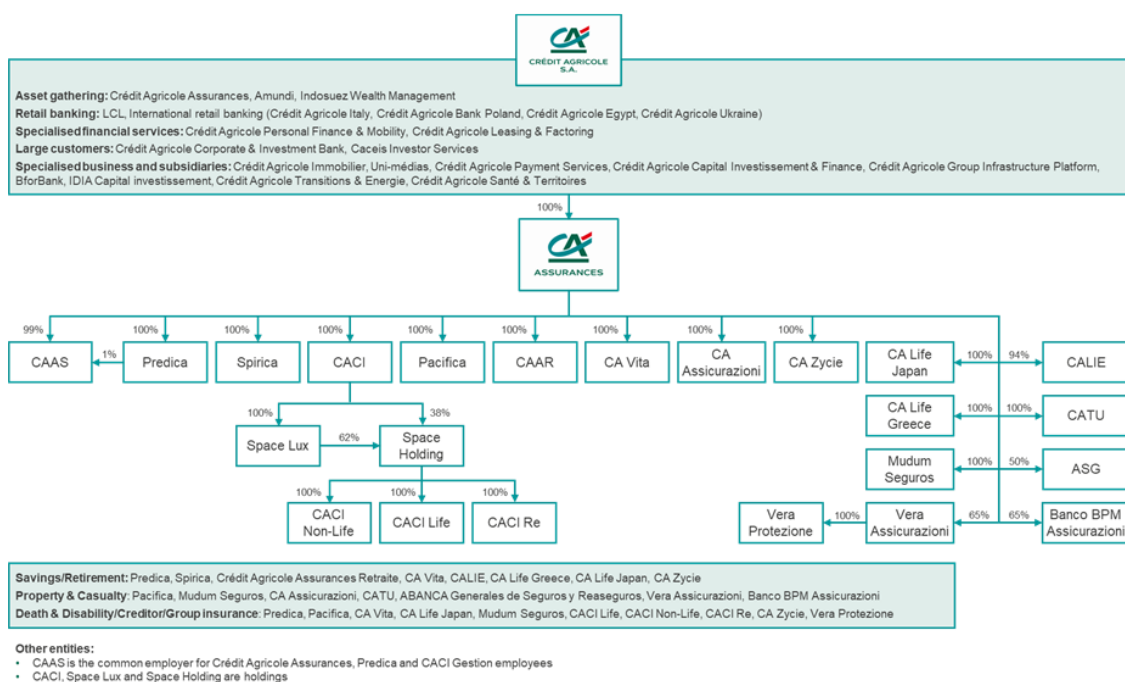 CRÉDIT AGRICOLE
S.A.
Asset gathering: Crédit Agricole Assurances, Amundi, Indosuez Wealth Management
Retail banking: LCL, International retail banking (Crédit Agricole Italy, Crédit Agricole Bank Poland, Crédit Agricole Egypt, Crédit Agricole Ukraine)
Specialised financial services: Crédit Agricole Personal Finance & Mobility, Crédit Agricole Leasing & Factoring
Large customers: Crédit Agricole Corporate & Investment Bank, Caceis Investor Services
Specialised business and subsidiaries: Crédit Agricole Immobilier, Uni-médias, Crédit Agricole Payment Services, Crédit Agricole Capital Investissement & Finance, Crédit Agricole Group Infrastructure Platform,
BforBank, IDIA Capital investissement, Crédit Agricole Transitions & Energie, Crédit Agricole Santé & Territoires
100%
ASSURANCES
99% 100% 100% 100% 100% 100% 100% 100% 100%
CAAS 1% Predica Spirica CACI Pacifica CAAR CA Vita CA Assicurazioni CA Zycie
CA Life Japan 100% 94% CALIE
100% 38%
CA Life Greece 100% 100% CATU
Space Lux 62% Space Holding
Mudum Seguros 100% 50% ASG
100% 100% 100%
CACI Non-Life CACI Life CACI Re
Vera Protezione 100% Vera Assicurazioni 65% 65% Banco BPM Assicurazioni
Savings/Retirement: Predica, Spirica, Crédit Agricole Assurances Retraite, CA Vita, CALIE, CA Life Greece, CA Life Japan, CA Zycie
Property & Casualty: Pacifica, Mudum Seguros, CA Assicurazioni, CATU, ABANCA Generales de Seguros y Reaseguros, Vera Assicurazioni, Banco BPM Assicurazioni
Death & Disability/Creditor/Group insurance: Predica, Pacifica, CA Vita, CA Life Japan, Mudum Seguros, CACI Life, CACI Non-Life, CACI Re, CA Zycie, Vera Protezione
Other entities:
• CAAS is the common employer for Crédit Agricole Assurances, Predica and CACI Gestion employees
• CACI, Space Lux and Space Holding are holdings